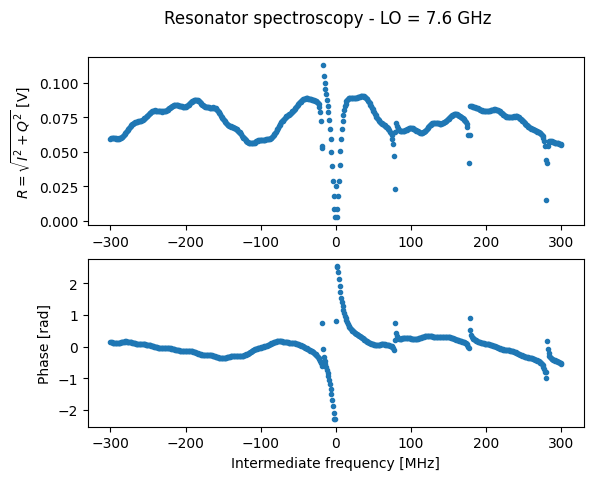 Resonator spectroscopy - LO = 7.6 GHz
R = √I² + Q² [V]
0.100
0.075
0.050
0.025
0.000
−300 −200 −100 0 100 200 300
Phase [rad]
2
1
0
−1
−2
−300 −200 −100 0 100 200 300
Intermediate frequency [MHz]